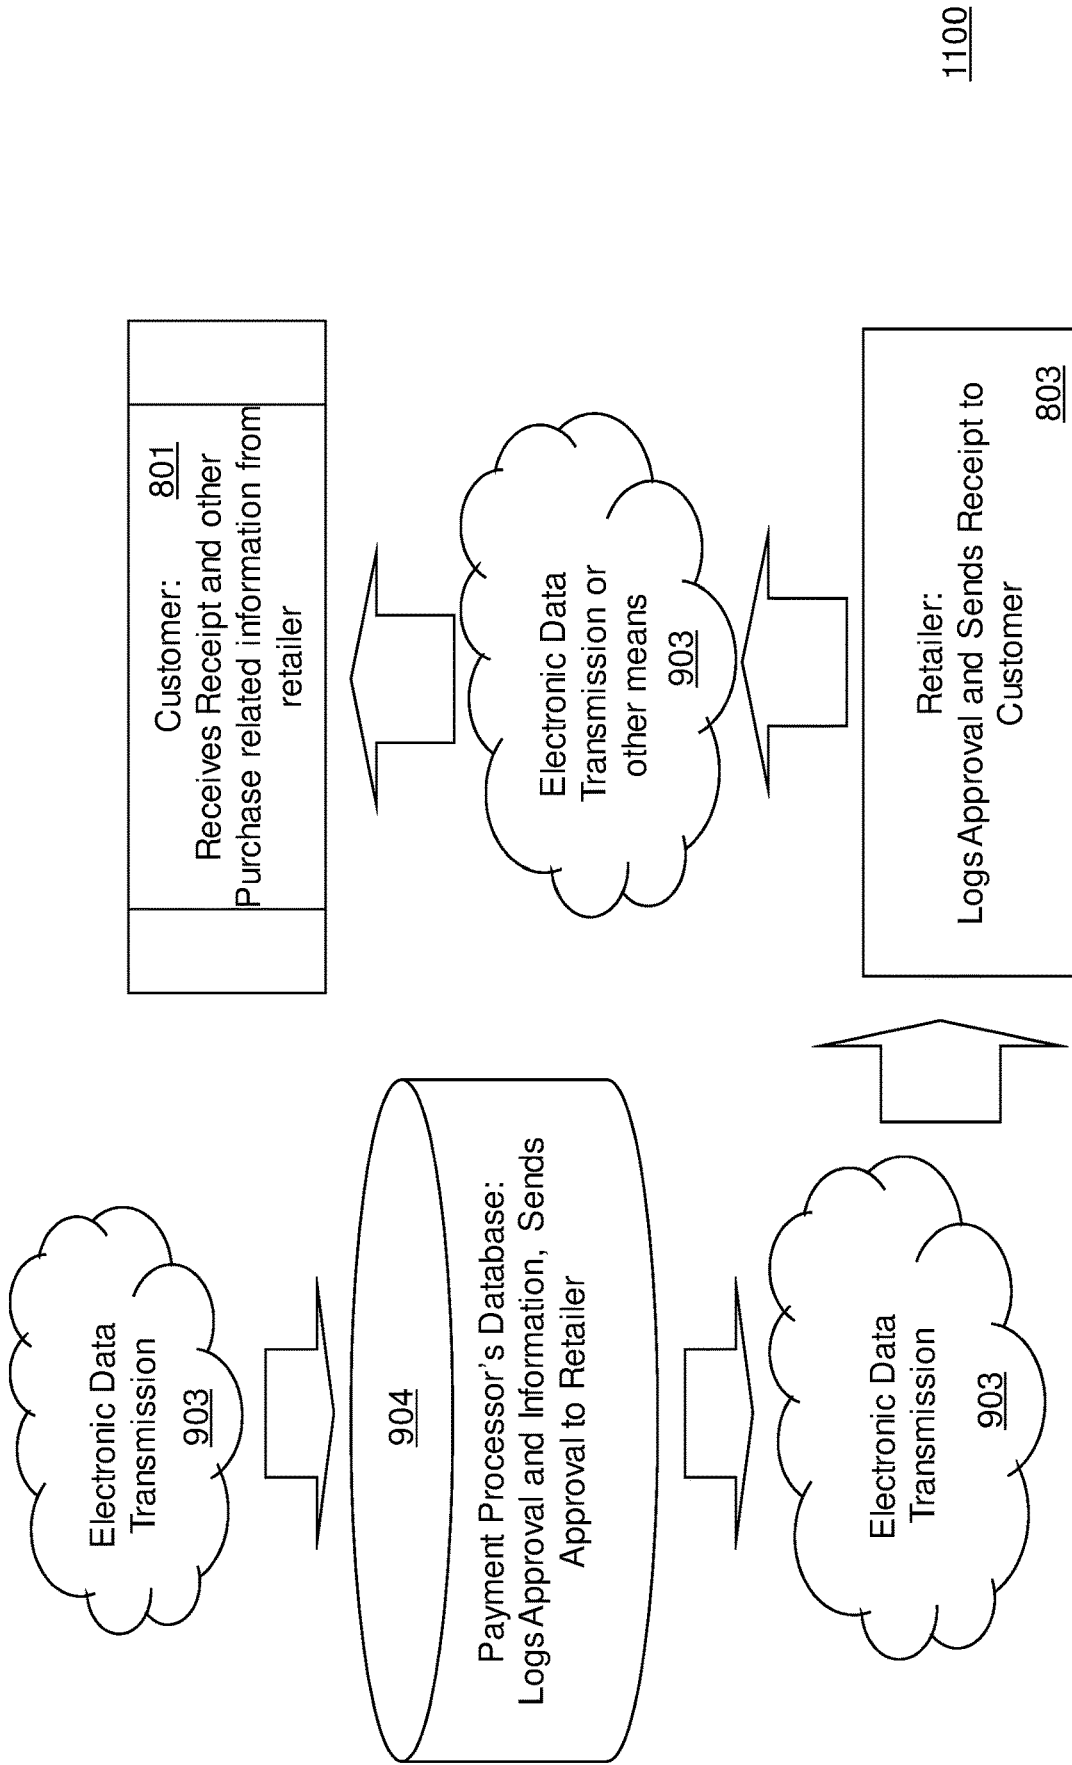 Electronic Data
Transmission
903
904
Payment Processor's Database:
Logs Approval and Information, Sends
Approval to Retailer
Electronic Data
Transmission
903
Customer:
801
Receives Receipt and other
Purchase related information from
retailer
Electronic Data
Transmission or
other means
903
Retailer:
Logs Approval and Sends Receipt to
Customer
803
1100